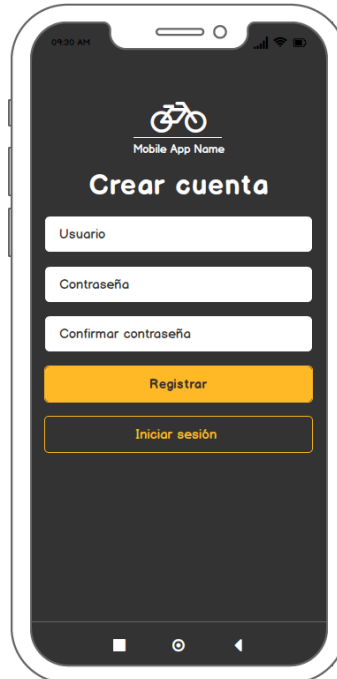 09:30 AM
Mobile App Name
Crear cuenta
Usuario
Contraseña
Confirmar contraseña
Registrar
Iniciar sesión